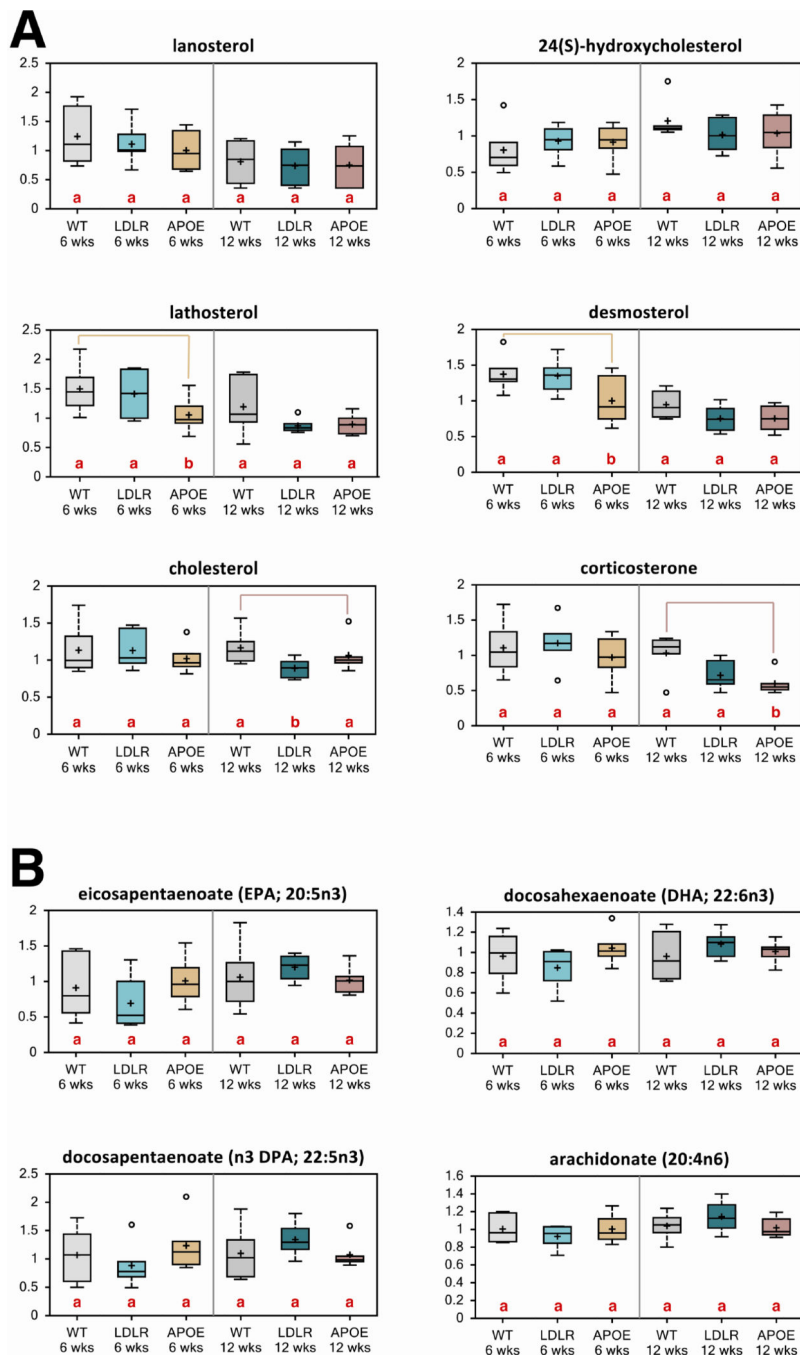 A
lanosterol
2.5
2
1.5
1
0.5
0
a a a a a a
WT LDLR APOE WT LDLR APOE
6 wks 6 wks 6 wks 12 wks 12 wks 12 wks
24(S)-hydroxycholesterol
2
1.5
1
0.5
0
a a a a a a
WT LDLR APOE WT LDLR APOE
6 wks 6 wks 6 wks 12 wks 12 wks 12 wks
lathosterol
2.5
2
1.5
1
0.5
0
a a b a a a
WT LDLR APOE WT LDLR APOE
6 wks 6 wks 6 wks 12 wks 12 wks 12 wks
desmosterol
2
1.5
1
0.5
0
a a b a a a
WT LDLR APOE WT LDLR APOE
6 wks 6 wks 6 wks 12 wks 12 wks 12 wks
cholesterol
2
1.5
1
0.5
0
a a a a b a
WT LDLR APOE WT LDLR APOE
6 wks 6 wks 6 wks 12 wks 12 wks 12 wks
corticosterone
2
1.5
1
0.5
0
a a a a a b
WT LDLR APOE WT LDLR APOE
6 wks 6 wks 6 wks 12 wks 12 wks 12 wks
B
eicosapentaenoate (EPA; 20:5n3)
2
1.5
1
0.5
0
a a a a a a
WT LDLR APOE WT LDLR APOE
6 wks 6 wks 6 wks 12 wks 12 wks 12 wks
docosahexaenoate (DHA; 22:6n3)
1.4
1.2
1
0.8
0.6
0.4
0.2
0
a a a a a a
WT LDLR APOE WT LDLR APOE
6 wks 6 wks 6 wks 12 wks 12 wks 12 wks
docosapentaenoate (n3 DPA; 22:5n3)
2.5
2
1.5
1
0.5
0
a a a a a a
WT LDLR APOE WT LDLR APOE
6 wks 6 wks 6 wks 12 wks 12 wks 12 wks
arachidonate (20:4n6)
1.6
1.4
1.2
1
0.8
0.6
0.4
0.2
0
a a a a a a
WT LDLR APOE WT LDLR APOE
6 wks 6 wks 6 wks 12 wks 12 wks 12 wks